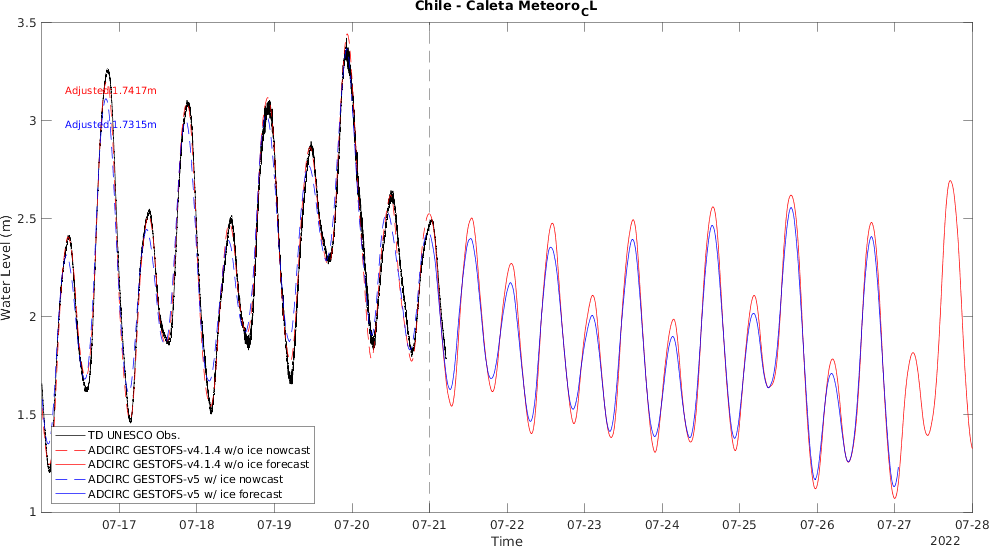 Chile - Caleta Meteoro_CL
3.5
Adjusted:1.7417m
3
Adjusted:1.7315m
2.5
Water Level (m)
2
1.5
TD UNESCO Obs.
ADCIRC GESTOFS-v4.1.4 w/o ice nowcast
ADCIRC GESTOFS-v4.1.4 w/o ice forecast
ADCIRC GESTOFS-v5 w/ ice nowcast
ADCIRC GESTOFS-v5 w/ ice forecast
1
07-17 07-18 07-19 07-20 07-21 07-22 07-23 07-24 07-25 07-26 07-27 07-28
Time
2022